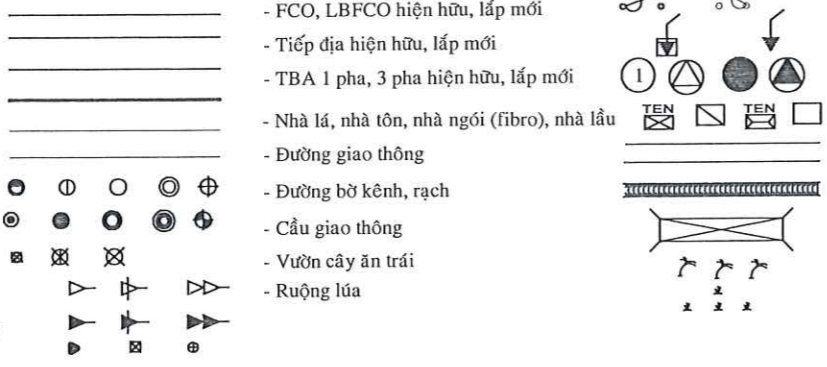 - FCO, LBFCO hiện hữu, lắp mới
- Tiếp địa hiện hữu, lắp mới
- TBA 1 pha, 3 pha hiện hữu, lắp mới
1
- Nhà lá, nhà tôn, nhà ngói (fibro), nhà lầu
TEN TEN
- Đường giao thông
- Đường bờ kênh, rạch
- Cầu giao thông
- Vườn cây ăn trái
- Ruộng lúa